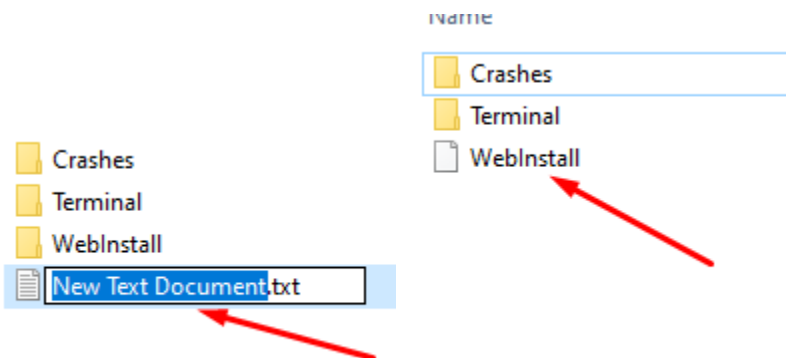 Name
Crashes
Terminal
WebInstall
Crashes
Terminal
WebInstall
New Text Document.txt